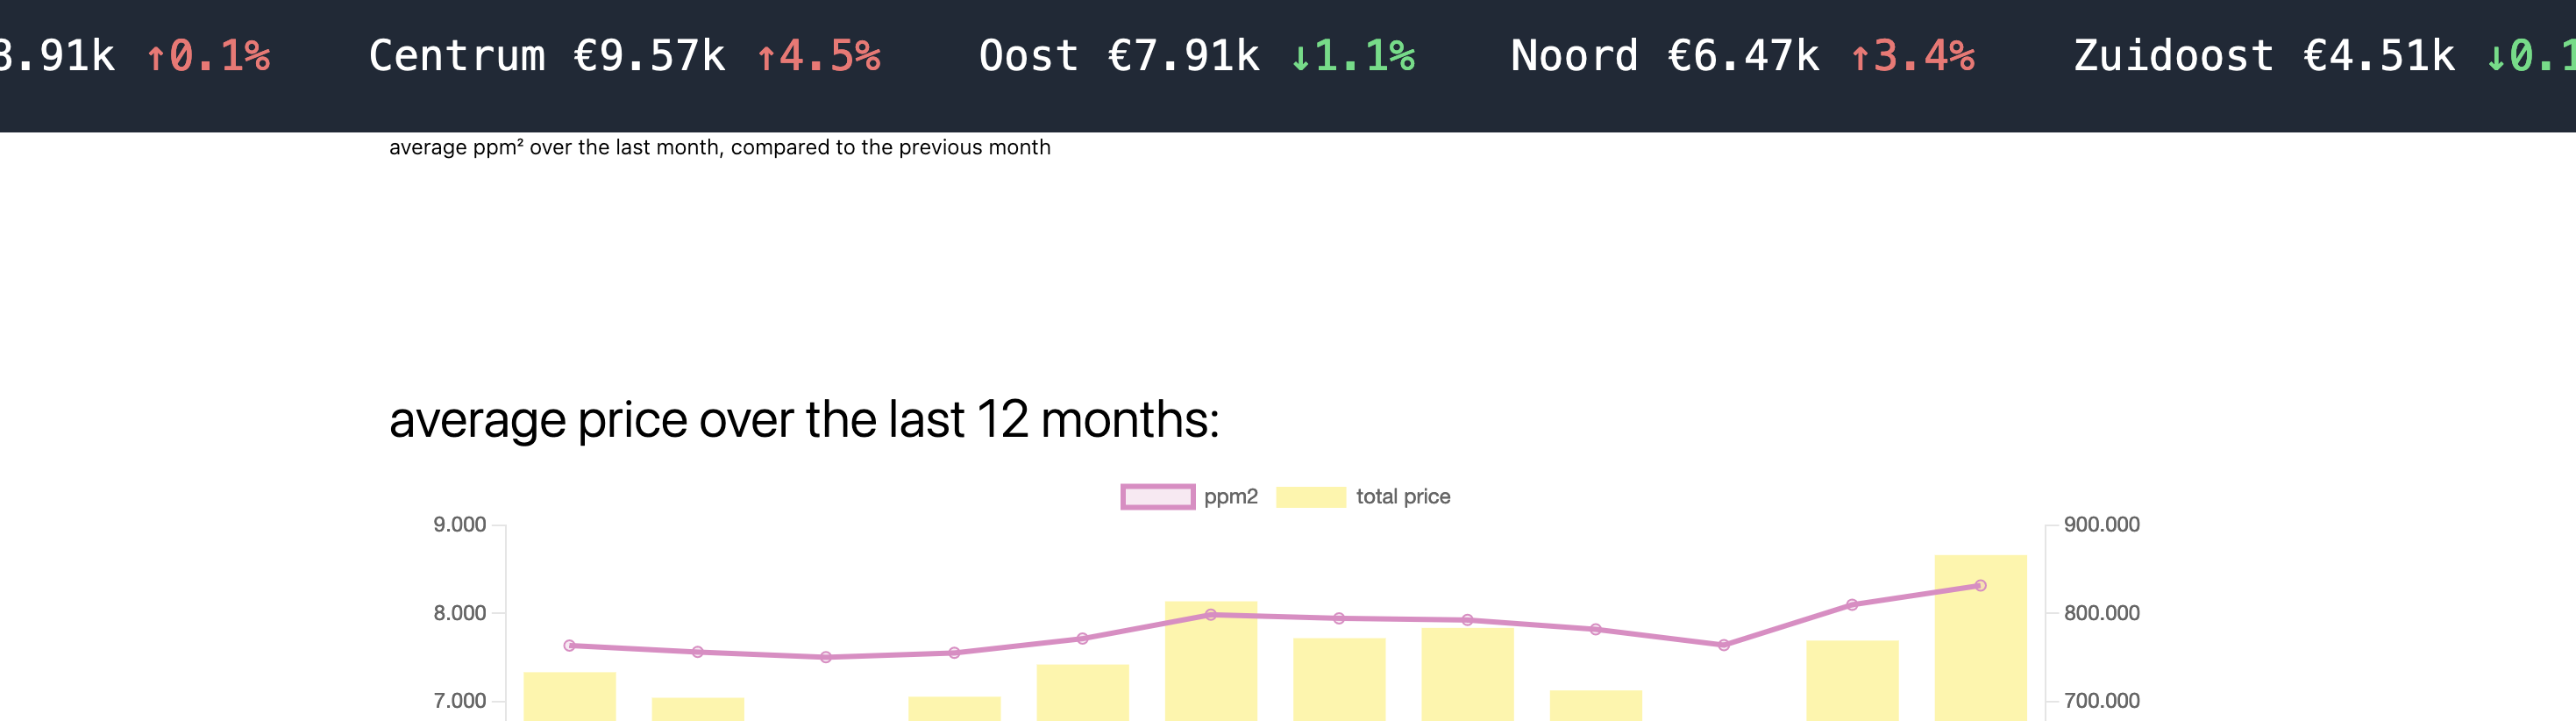 .91k ↑0.1% Centrum €9.57k ↑4.5% Oost €7.91k ↓1.1% Noord €6.47k ↑3.4% Zuidoost €4.51k ↓0.1
average ppm² over the last month, compared to the previous month
average price over the last 12 months:
ppm2 total price
9.000 900.000
8.000 800.000
7.000 700.000